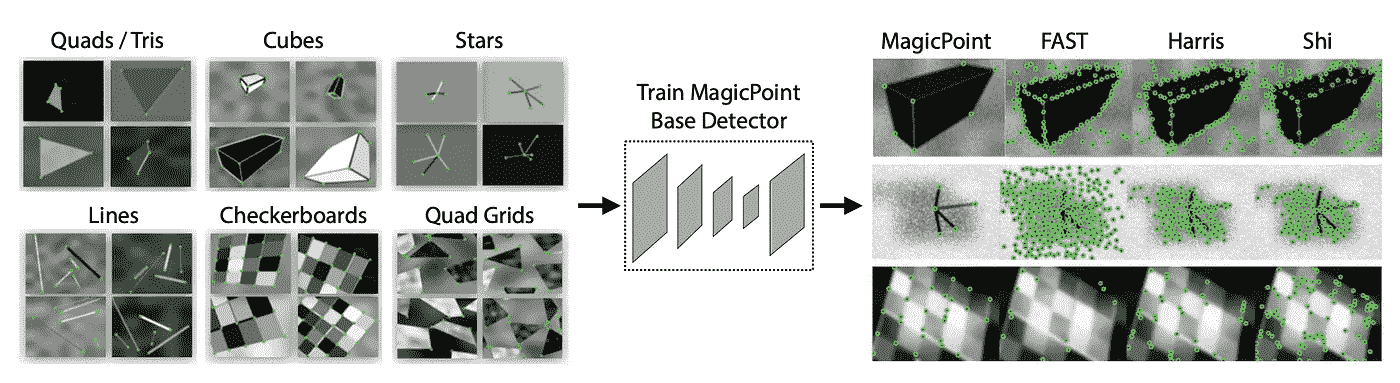 Quads / Tris
Cubes
Stars
Lines
Checkerboards
Quad Grids
Train MagicPoint
Base Detector
MagicPoint
FAST
Harris
Shi